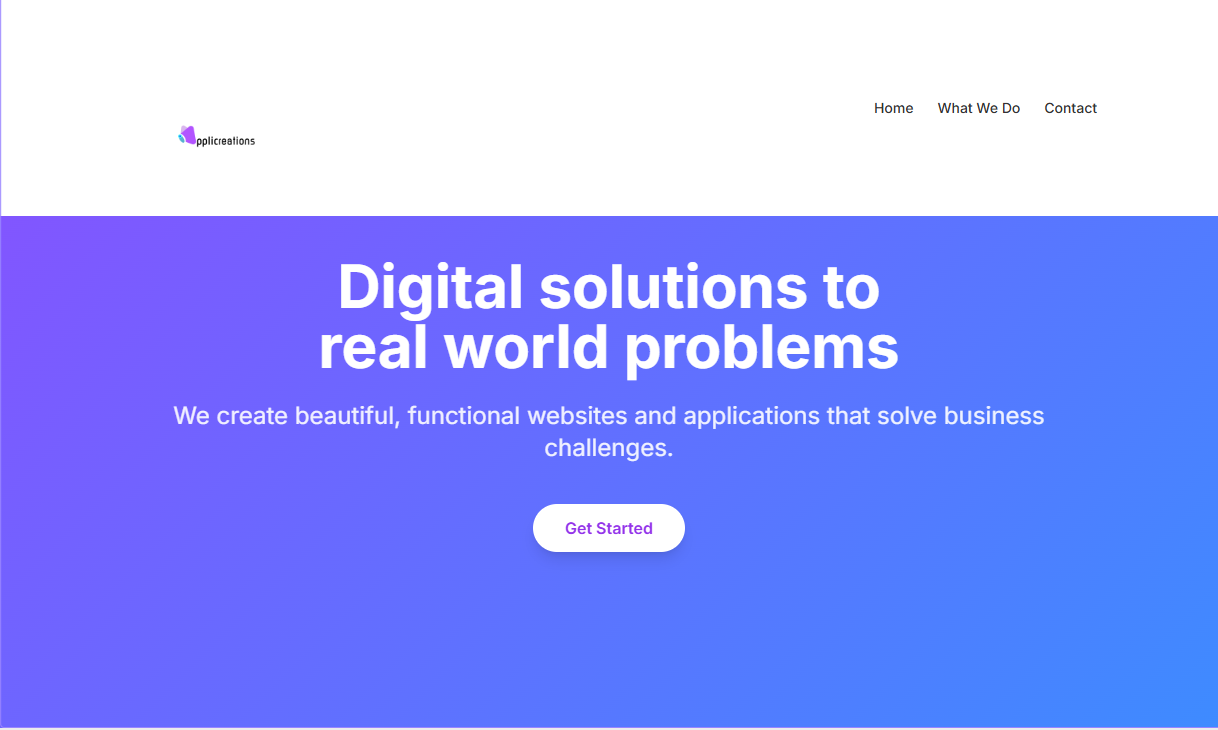 Home What We Do Contact
pplicreations
Digital solutions to
real world problems
We create beautiful, functional websites and applications that solve business
challenges.
Get Started